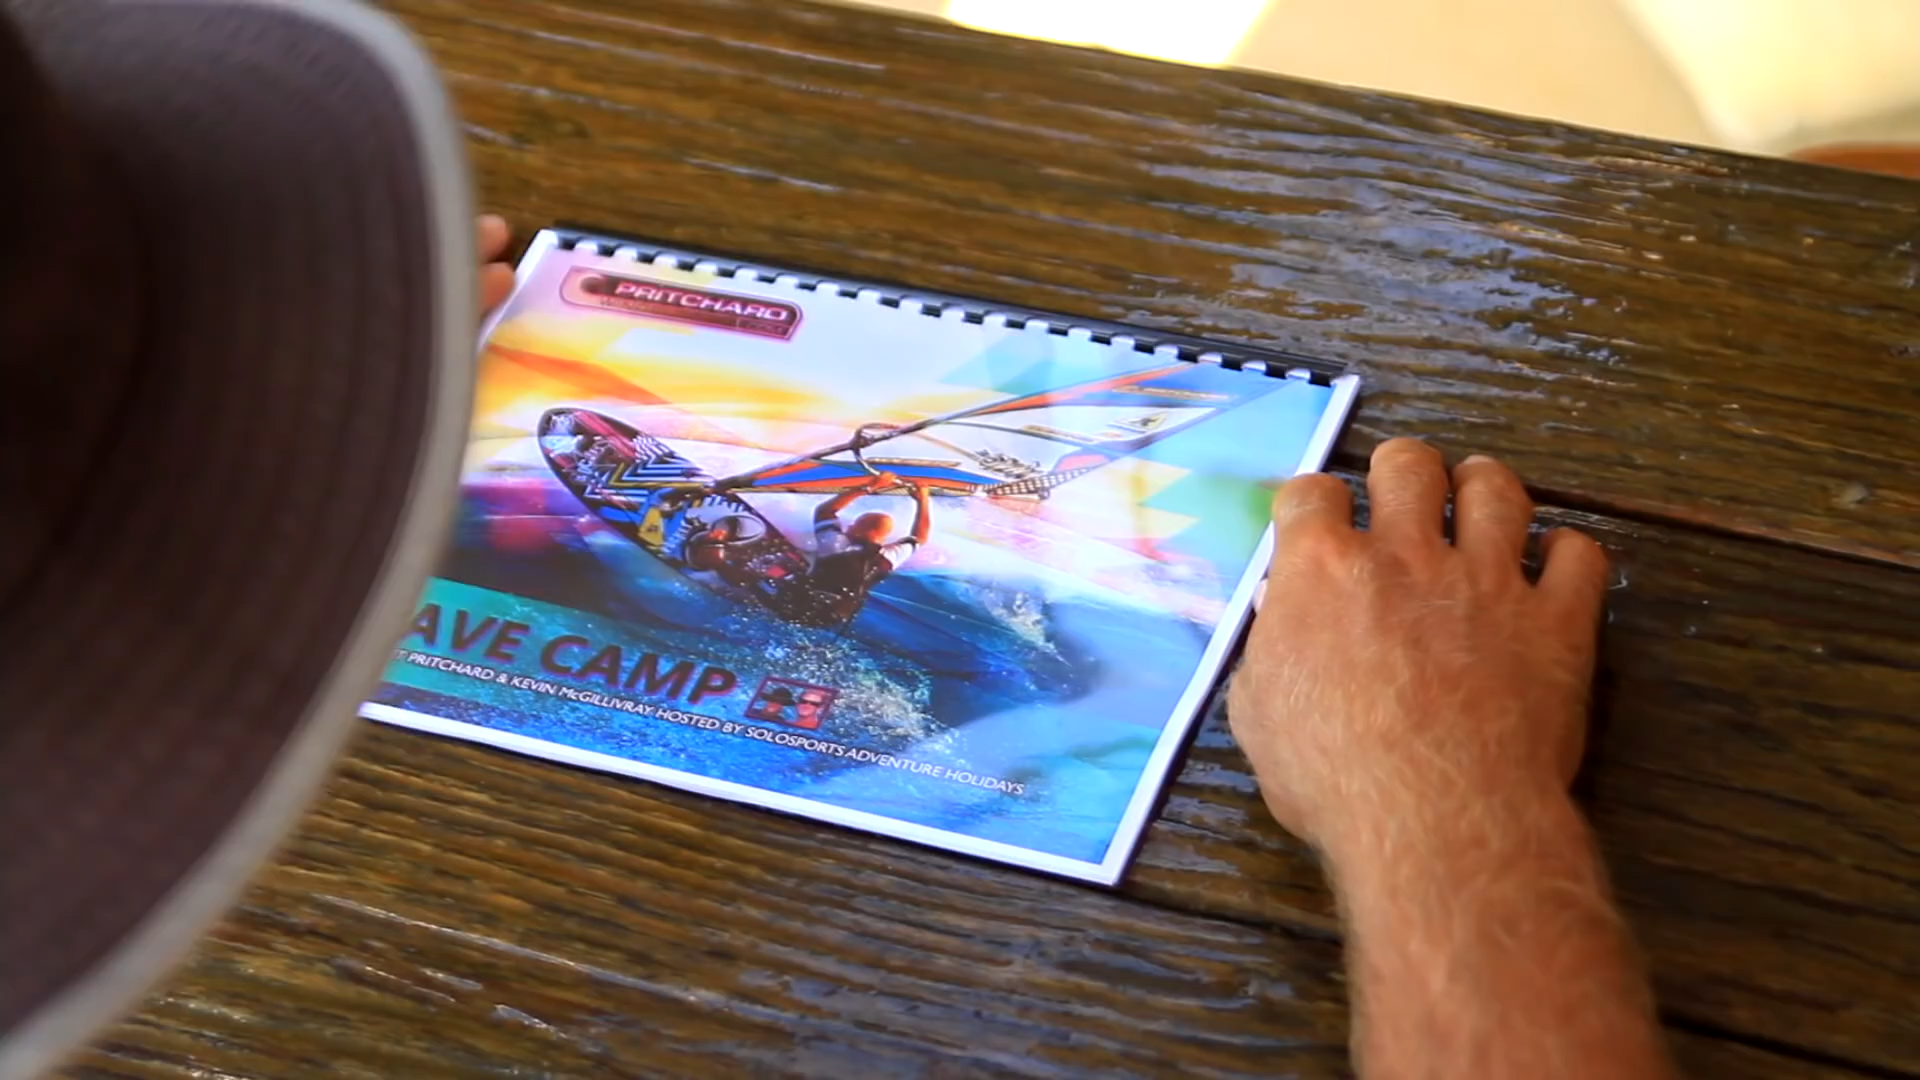 PRITCHARD
AVE CAMP
T PRITCHARD & KEVIN McGILLIVRAY HOSTED BY SOLOSPORTS ADVENTURE HOLIDAYS